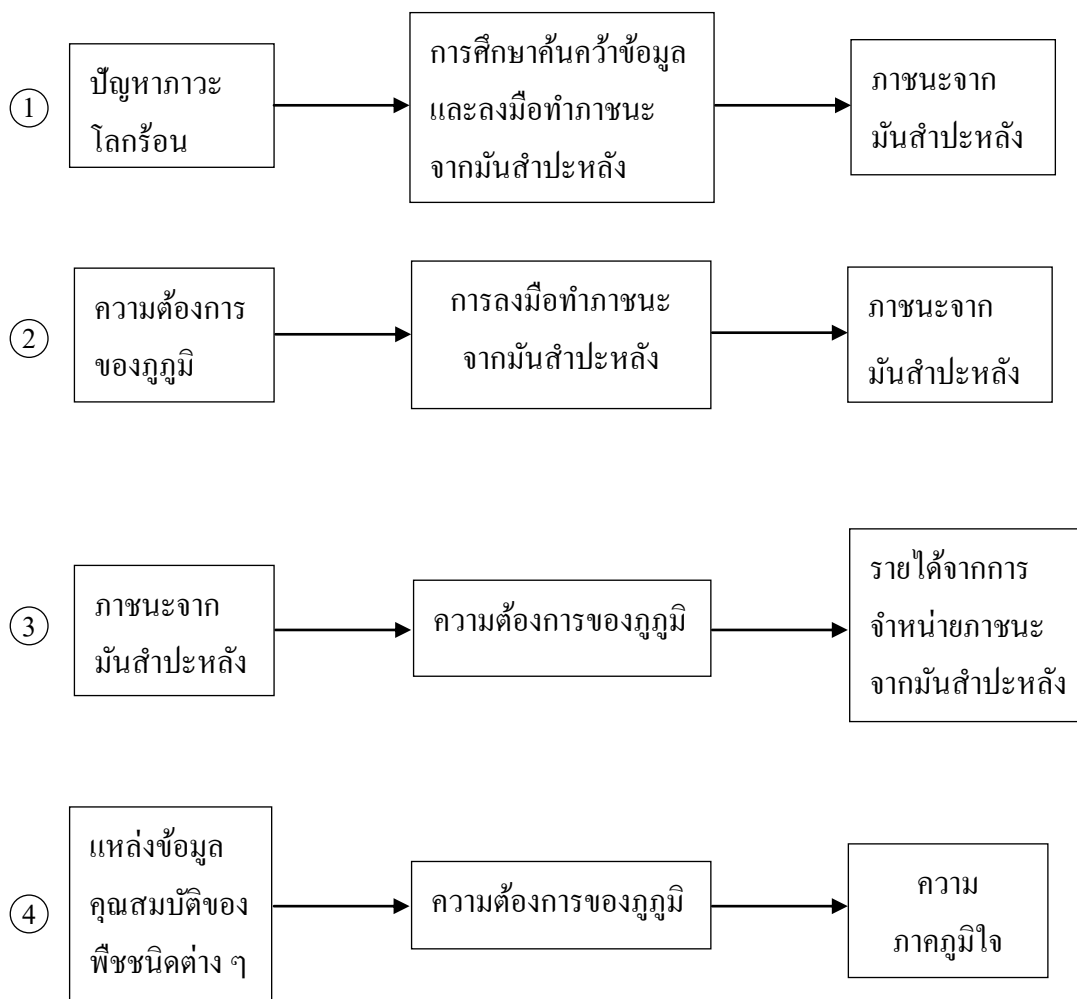 1
ปัญหาภาวะ
โลกร้อน
การศึกษาค้นคว้าข้อมูล
และลงมือทำภาชนะ
จากมันสำปะหลัง
ภาชนะจาก
มันสำปะหลัง
2
ความต้องการ
ของภูภูมิ
การลงมือทำภาชนะ
จากมันสำปะหลัง
ภาชนะจาก
มันสำปะหลัง
3
ภาชนะจาก
มันสำปะหลัง
ความต้องการของภูภูมิ
รายได้จากการ
จำหน่ายภาชนะ
จากมันสำปะหลัง
4
แหล่งข้อมูล
คุณสมบัติของ
พืชชนิดต่าง ๆ
ความต้องการของภูภูมิ
ความ
ภาคภูมิใจ